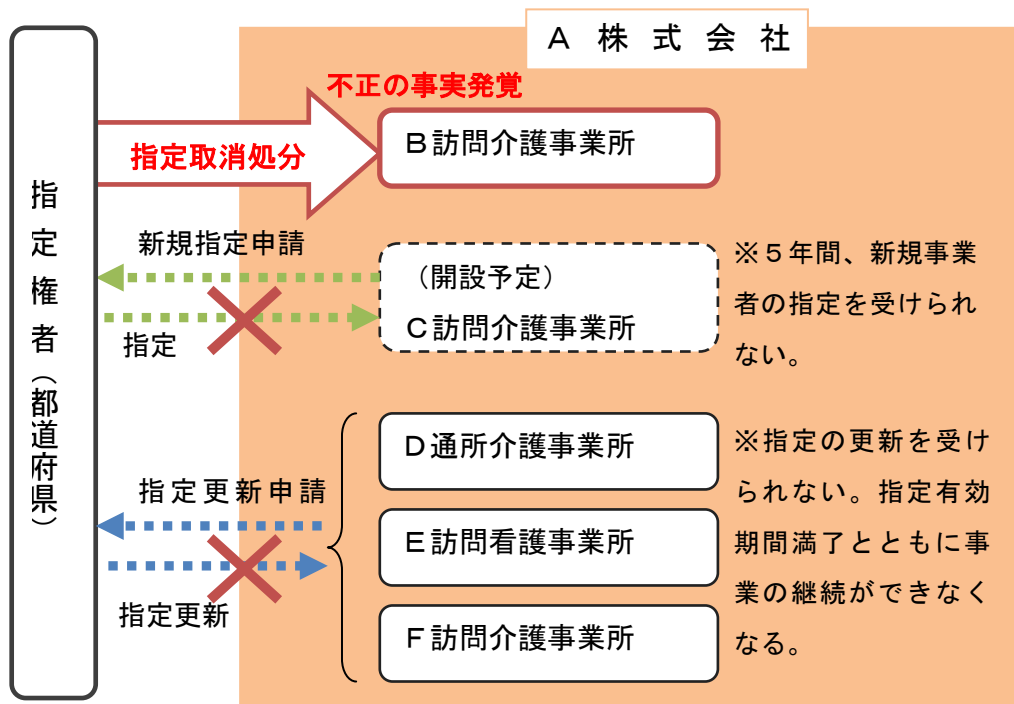 A株式会社
不正の事実発覚
指定取消処分
B訪問介護事業所
指定権者（都道府県）
新規指定申請
指定
（開設予定）
C訪問介護事業所
※５年間、新規事業
者の指定を受けられ
ない。
指定更新申請
指定更新
D通所介護事業所
E訪問看護事業所
F訪問介護事業所
※指定の更新を受け
られない。指定有効
期間満了とともに事
業の継続ができなく
なる。